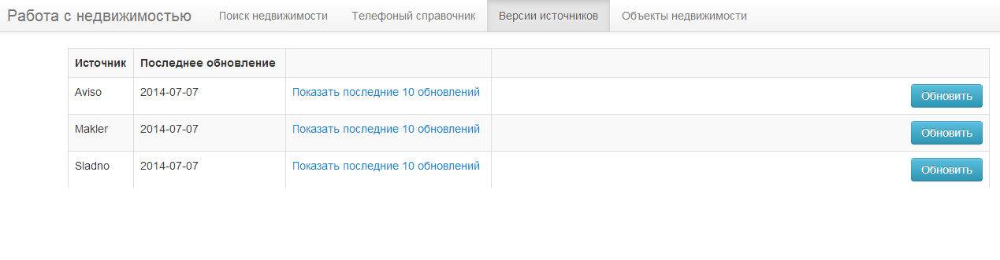 Работа с недвижимостью Поиск недвижимости Телефоный справочник Версии источников Объекты недвижимости
Источник Последнее обновление
Aviso 2014-07-07 Показать последние 10 обновлений Обновить
Makler 2014-07-07 Показать последние 10 обновлений Обновить
Sladno 2014-07-07 Показать последние 10 обновлений Обновить